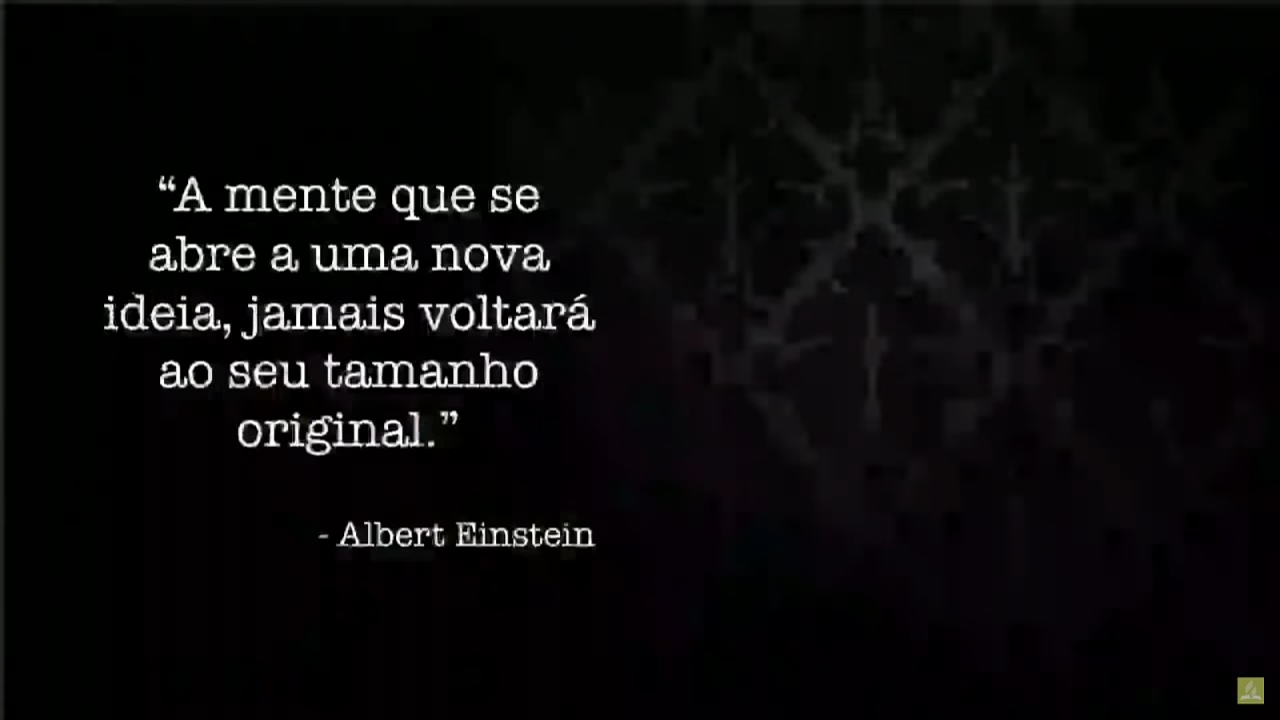 “A mente que se
abre a uma nova
ideia, jamais voltará
ao seu tamanho
original.”
- Albert Einstein